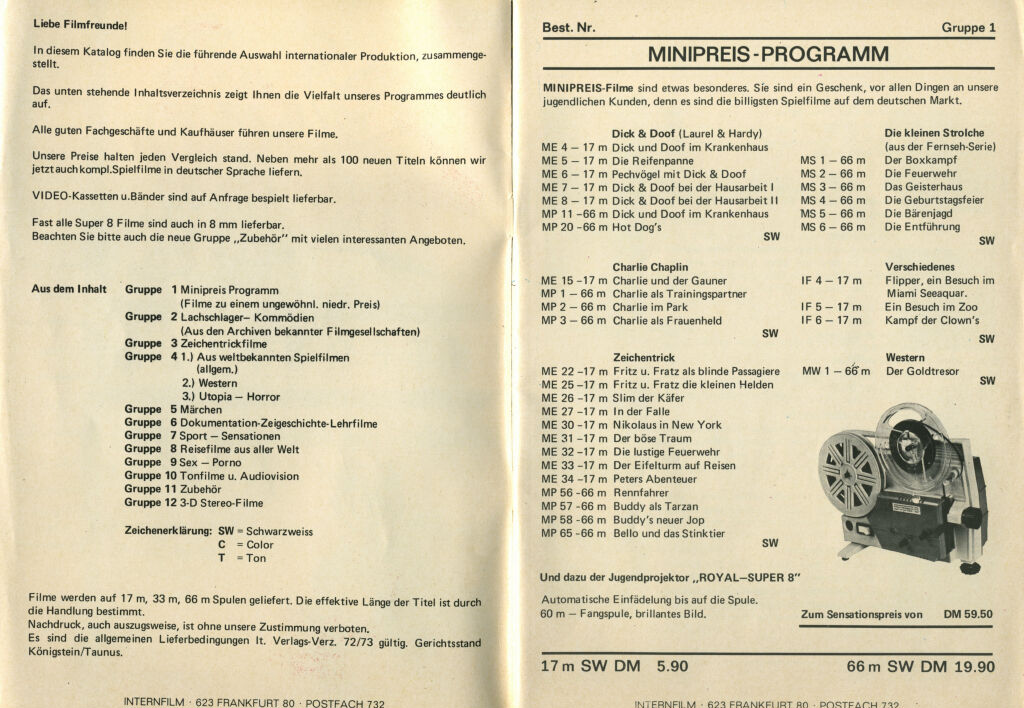 Liebe Filmfreunde!
In diesem Katalog finden Sie die führende Auswahl internationaler Produktion, zusammenge-
stellt.
Das unten stehende Inhaltsverzeichnis zeigt Ihnen die Vielfalt unseres Programmes deutlich
auf.
Alle guten Fachgeschäfte und Kaufhäuser führen unsere Filme.
Unsere Preise halten jeden Vergleich stand. Neben mehr als 100 neuen Titeln können wir
jetzt auch kompl.Spielfilme in deutscher Sprache liefern.
VIDEO-Kassetten u.Bänder sind auf Anfrage bespielt lieferbar.
Fast alle Super 8 Filme sind auch in 8 mm lieferbar.
Beachten Sie bitte auch die neue Gruppe „Zubehör" mit vielen interessanten Angeboten.
Aus dem Inhalt Gruppe 1 Minipreis Programm
(Filme zu einem ungewöhnl. niedr. Preis)
Gruppe 2 Lachschlager– Kommödien
(Aus den Archiven bekannter Filmgesellschaften)
Gruppe 3 Zeichentrickfilme
Gruppe 4 1.) Aus weltbekannten Spielfilmen
(allgem.)
2.) Western
3.) Utopia – Horror
Gruppe 5 Märchen
Gruppe 6 Dokumentation-Zeigeschichte-Lehrfilme
Gruppe 7 Sport – Sensationen
Gruppe 8 Reisefilme aus aller Welt
Gruppe 9 Sex – Porno
Gruppe 10 Tonfilme u. Audiovision
Gruppe 11 Zubehör
Gruppe 12 3-D Stereo-Filme
Zeichenerklärung: SW = Schwarzweiss
C = Color
T = Ton
Filme werden auf 17 m, 33 m, 66 m Spulen geliefert. Die effektive Länge der Titel ist durch
die Handlung bestimmt.
Nachdruck, auch auszugsweise, ist ohne unsere Zustimmung verboten.
Es sind die allgemeinen Lieferbedingungen lt. Verlags-Verz. 72/73 gültig. Gerichtsstand
Königstein/Taunus.
INTERNFILM · 623 FRANKFURT 80 · POSTFACH 732
Best. Nr. Gruppe 1
MINIPREIS-PROGRAMM
MINIPREIS-Filme sind etwas besonderes. Sie sind ein Geschenk, vor allen Dingen an unsere
jugendlichen Kunden, denn es sind die billigsten Spielfilme auf dem deutschen Markt.
Dick & Doof (Laurel & Hardy)
ME 4 – 17 m Dick und Doof im Krankenhaus
ME 5 – 17 m Die Reifenpanne
ME 6 – 17 m Pechvögel mit Dick & Doof
ME 7 – 17 m Dick & Doof bei der Hausarbeit I
ME 8 – 17 m Dick & Doof bei der Hausarbeit II
MP 11 –66 m Dick und Doof im Krankenhaus
MP 20 –66 m Hot Dog's
SW
Die kleinen Strolche
(aus der Fernseh-Serie)
MS 1 – 66 m Der Boxkampf
MS 2 – 66 m Die Feuerwehr
MS 3 – 66 m Das Geisterhaus
MS 4 – 66 m Die Geburtstagsfeier
MS 5 – 66 m Die Bärenjagd
MS 6 – 66 m Die Entführung
SW
Charlie Chaplin
ME 15 –17 m Charlie und der Gauner
MP 1 – 66 m Charlie als Trainingspartner
MP 2 – 66 m Charlie im Park
MP 3 – 66 m Charlie als Frauenheld
SW
Verschiedenes
IF 4 – 17 m Flipper, ein Besuch im
Miami Seeaquar.
IF 5 – 17 m Ein Besuch im Zoo
IF 6 – 17 m Kampf der Clown's
SW
Zeichentrick
ME 22 –17 m Fritz u. Fratz als blinde Passagiere
ME 25 –17 m Fritz u. Fratz die kleinen Helden
ME 26 –17 m Slim der Käfer
ME 27 –17 m In der Falle
ME 30 –17 m Nikolaus in New York
ME 31 –17 m Der böse Traum
ME 32 –17 m Die lustige Feuerwehr
ME 33 –17 m Der Eifelturm auf Reisen
ME 34 –17 m Peters Abenteuer
MP 56 –66 m Rennfahrer
MP 57 –66 m Buddy als Tarzan
MP 58 –66 m Buddy's neuer Jop
MP 65 –66 m Bello und das Stinktier
SW
Western
MW 1 – 66 m Der Goldtresor
SW
Und dazu der Jugendprojektor „ROYAL–SUPER 8"
Automatische Einfädelung bis auf die Spule.
60 m – Fangspule, brillantes Bild.
Zum Sensationspreis von DM 59.50
17 m SW DM 5.90 66 m SW DM 19.90
INTERNFILM · 623 FRANKFURT 80 · POSTFACH 732